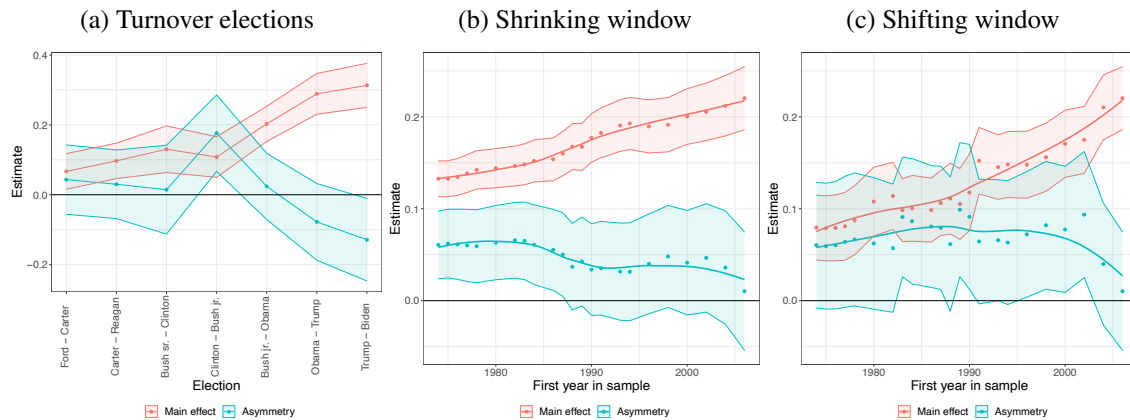 (a) Turnover elections
(b) Shrinking window
(c) Shifting window
Estimate
0.4
0.2
0.0
−0.2
Ford − Carter
Carter − Reagan
Bush sr. − Clinton
Clinton − Bush jr.
Bush jr. − Obama
Obama − Trump
Trump − Biden
Election
Main effect
Asymmetry
Estimate
0.2
0.1
0.0
1980
1990
2000
First year in sample
Main effect
Asymmetry
Estimate
0.2
0.1
0.0
1980
1990
2000
First year in sample
Main effect
Asymmetry